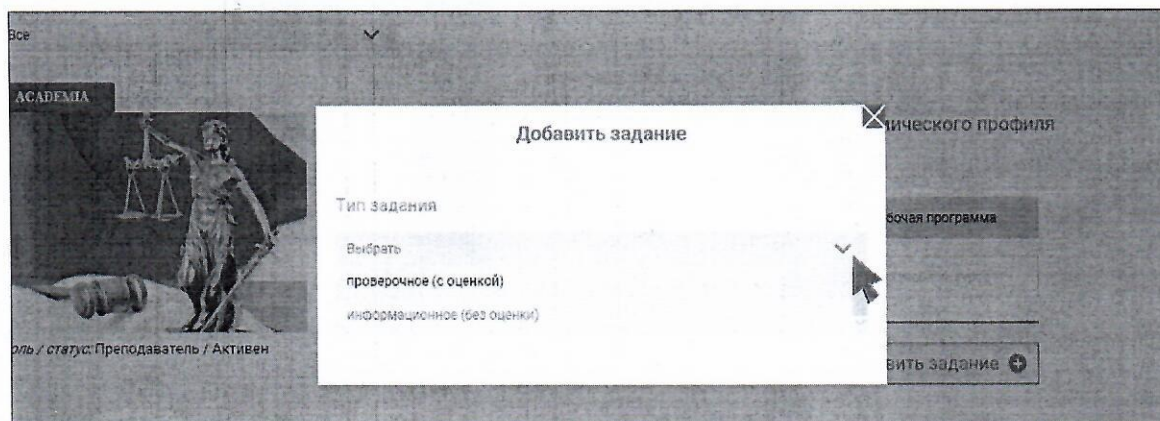 Все
ACADEMIA
мического профиля
Добавить задание
Тип задания
бочая программа
Выбрать
проверочное (с оценкой)
информационное (без оценки)
оль / статус: Преподаватель / Активен
вить задание